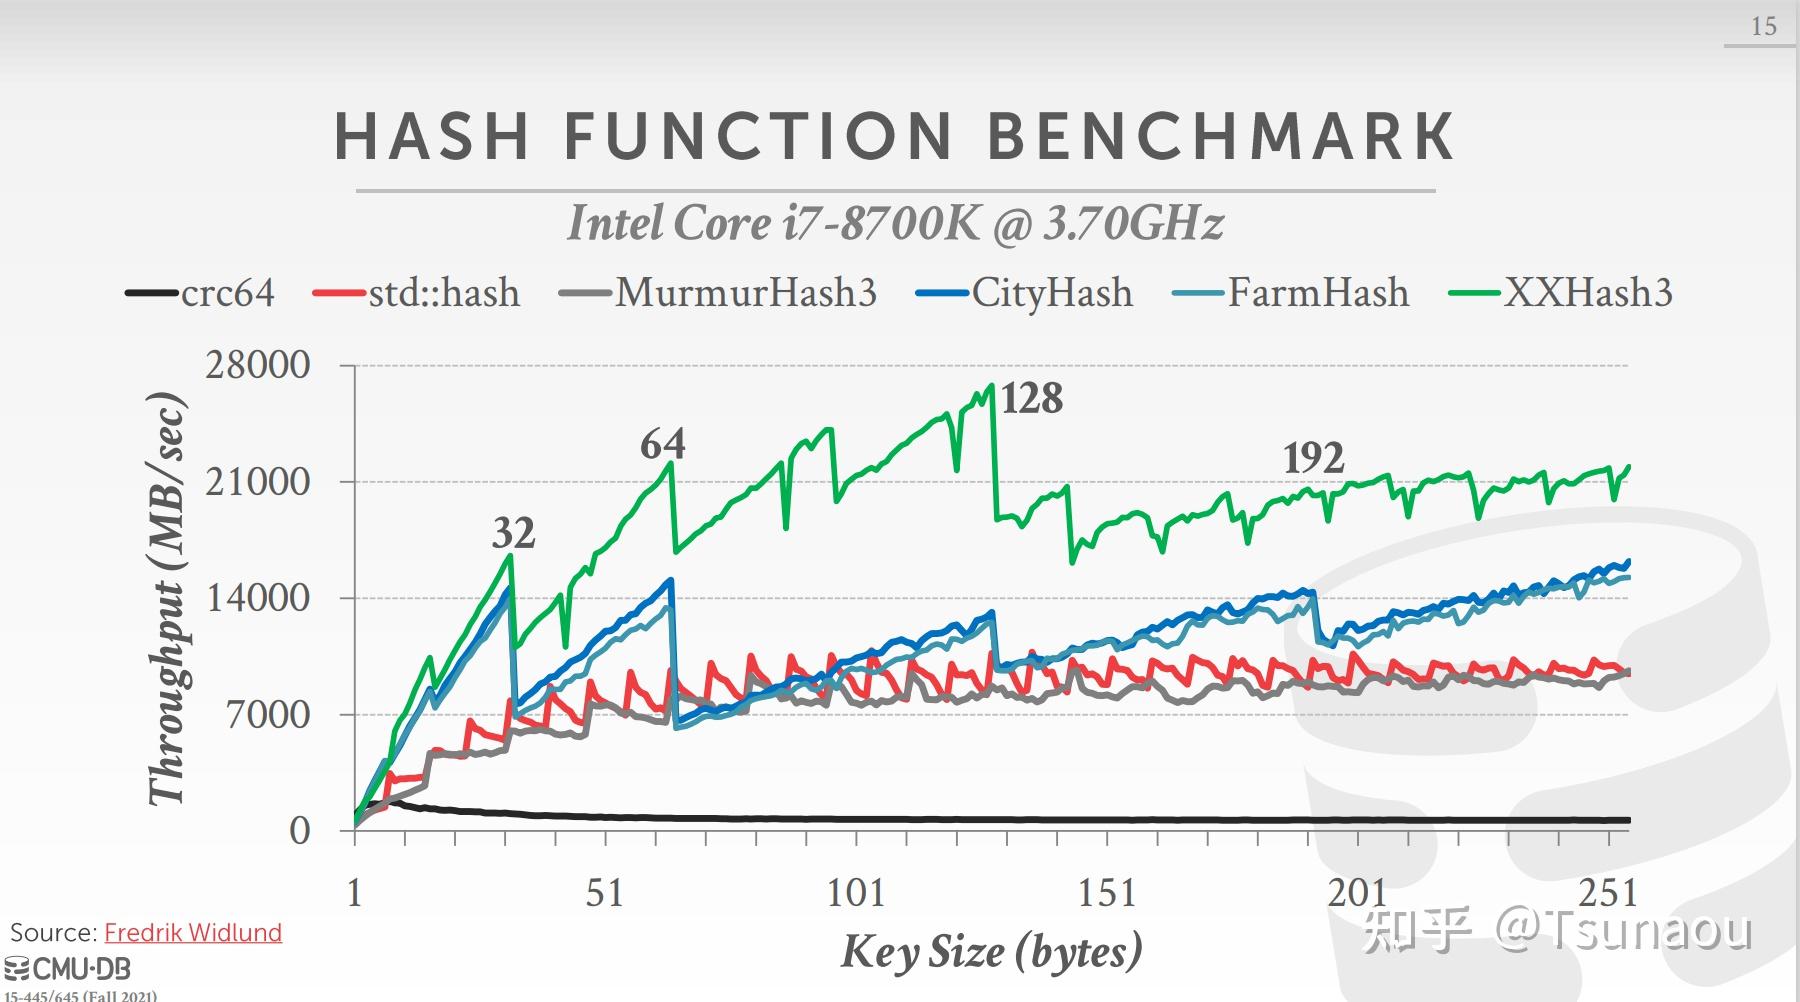 15
HASH FUNCTION BENCHMARK
Intel Core i7-8700K @ 3.70GHz
crc64 std::hash MurmurHash3 CityHash FarmHash XXHash3
28000
21000
14000
7000
0
Throughput (MB/sec)
32
64
128
192
1 51 101 151 201 251
Key Size (bytes)
Source: Fredrik Widlund
CMU·DB
15-445/645 (Fall 2021)
知乎 @Tsunaou